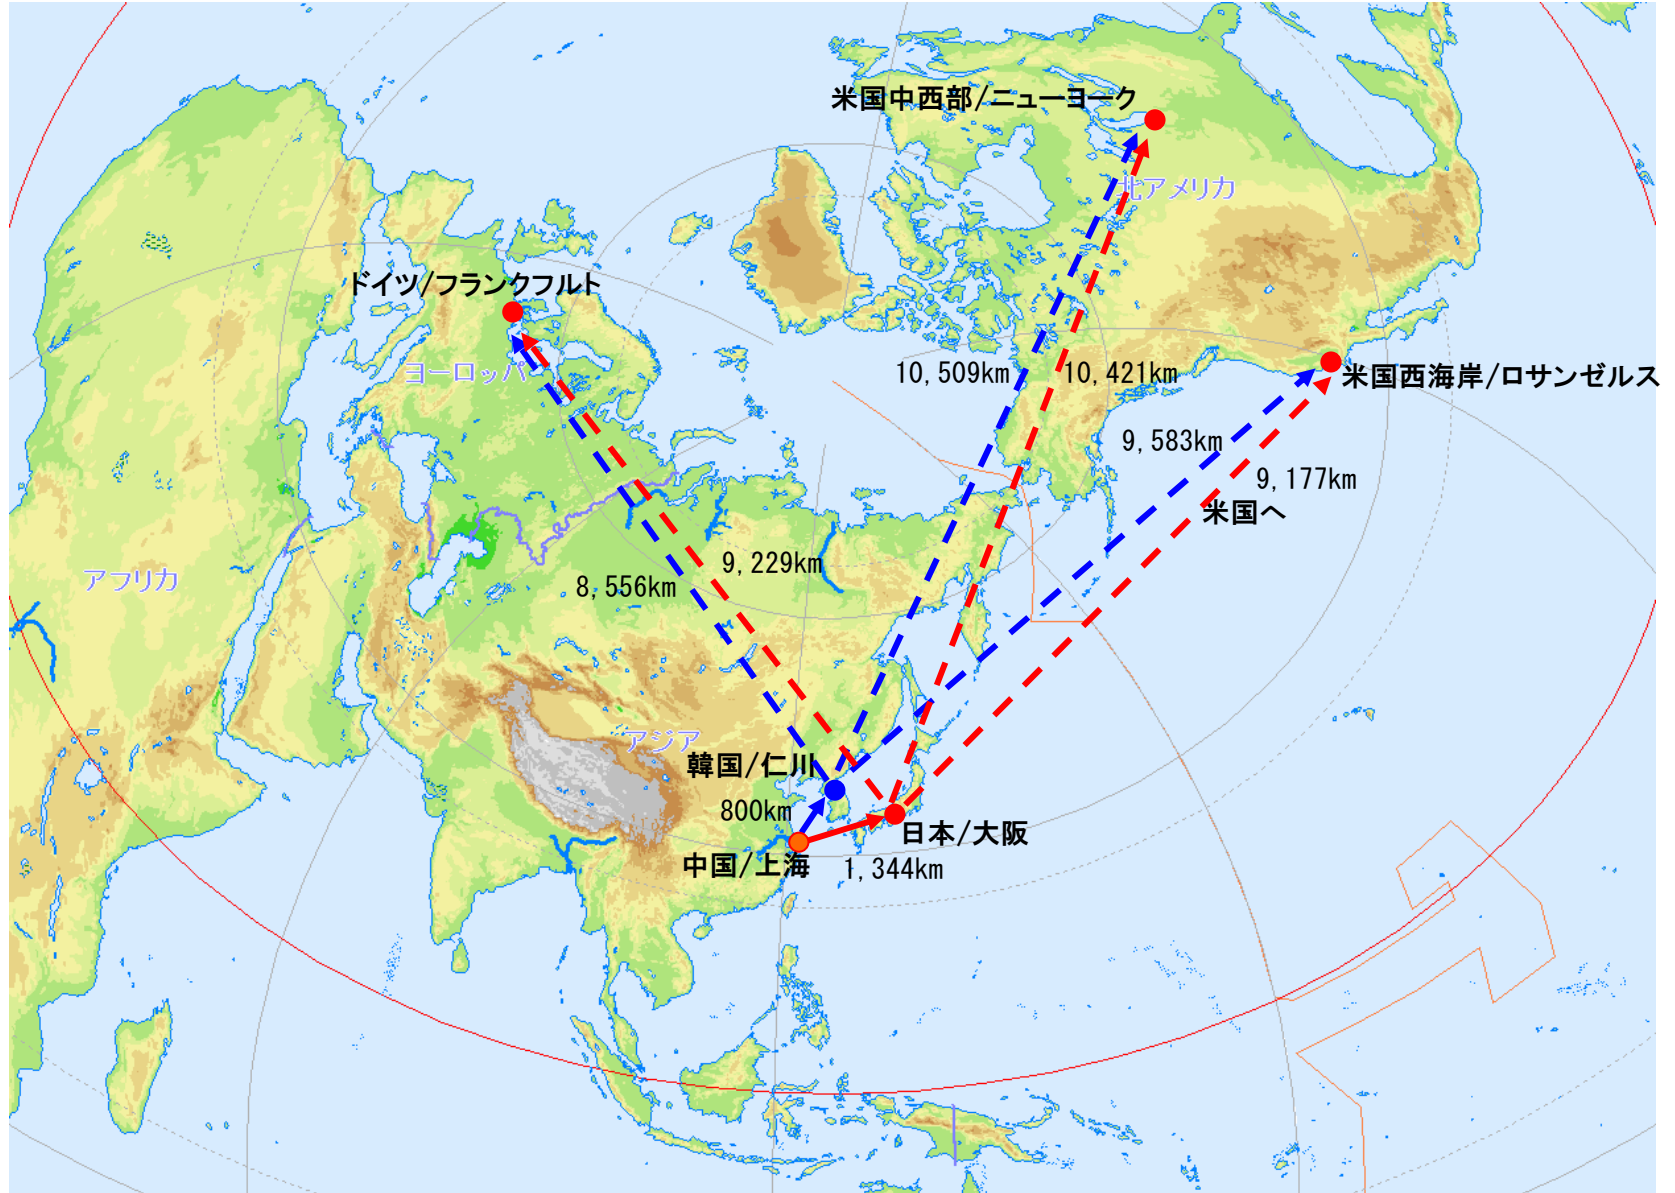 米国中西部/ニューヨーク
北アメリカ
ドイツ/フランクフルト
ヨーロッパ
10,509km
10,421km
米国西海岸/ロサンゼルス
9,583km
9,177km
米国へ
9,229km
8,556km
アフリカ
アジア
韓国/仁川
800km
日本/大阪
中国/上海
1,344km